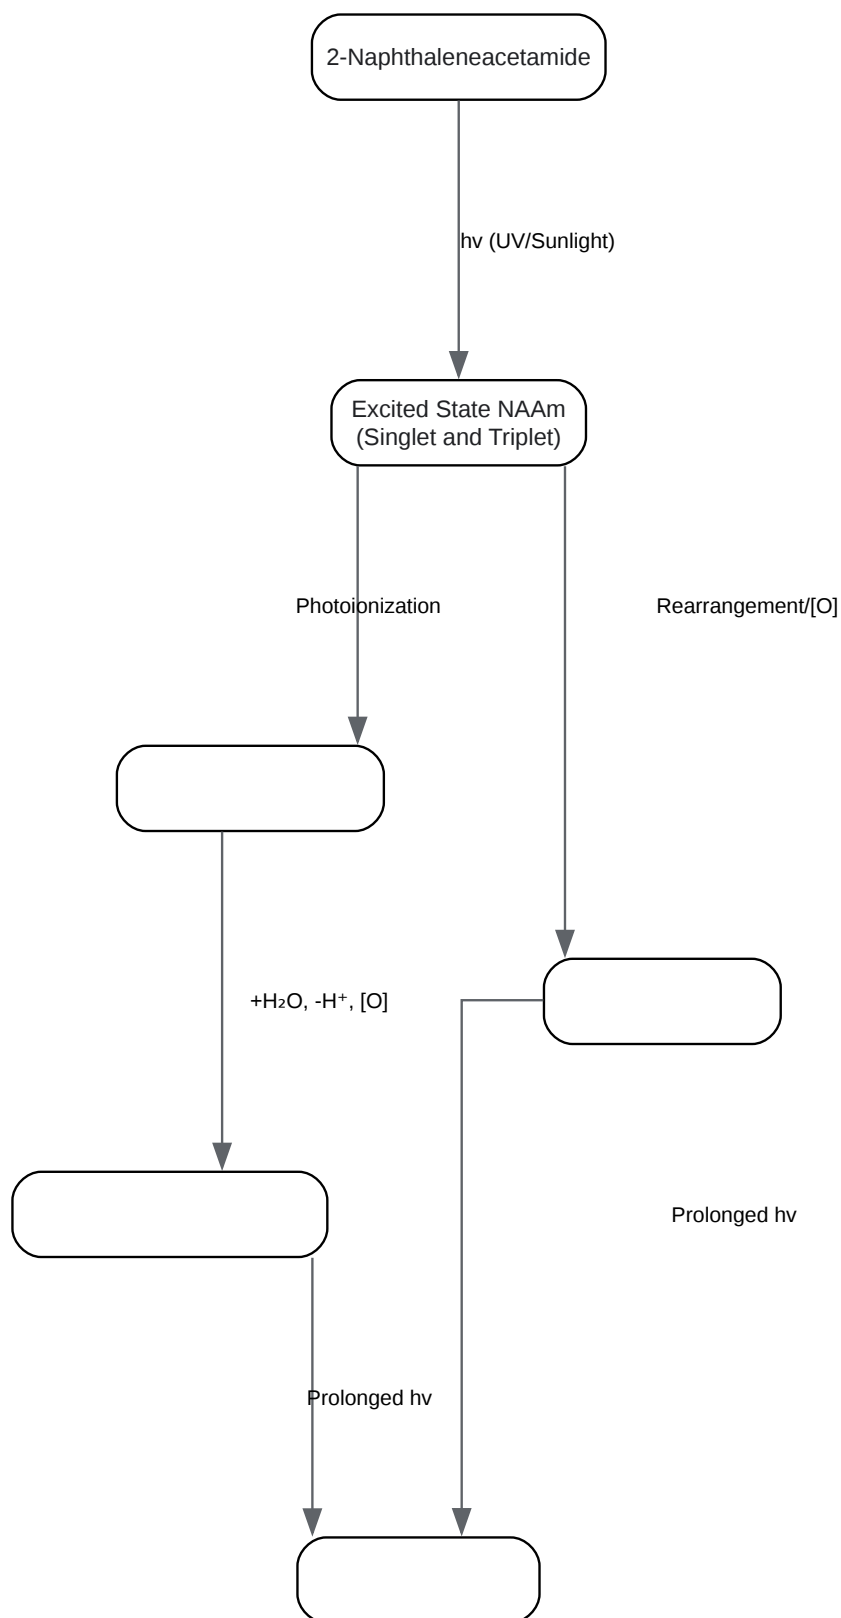 2-Naphthaleneacetamide
hv (UV/Sunlight)
Excited State NAAm
(Singlet and Triplet)
Photoionization
Rearrangement/[O]
+H₂O, -H⁺, [O]
Prolonged hv
Prolonged hv